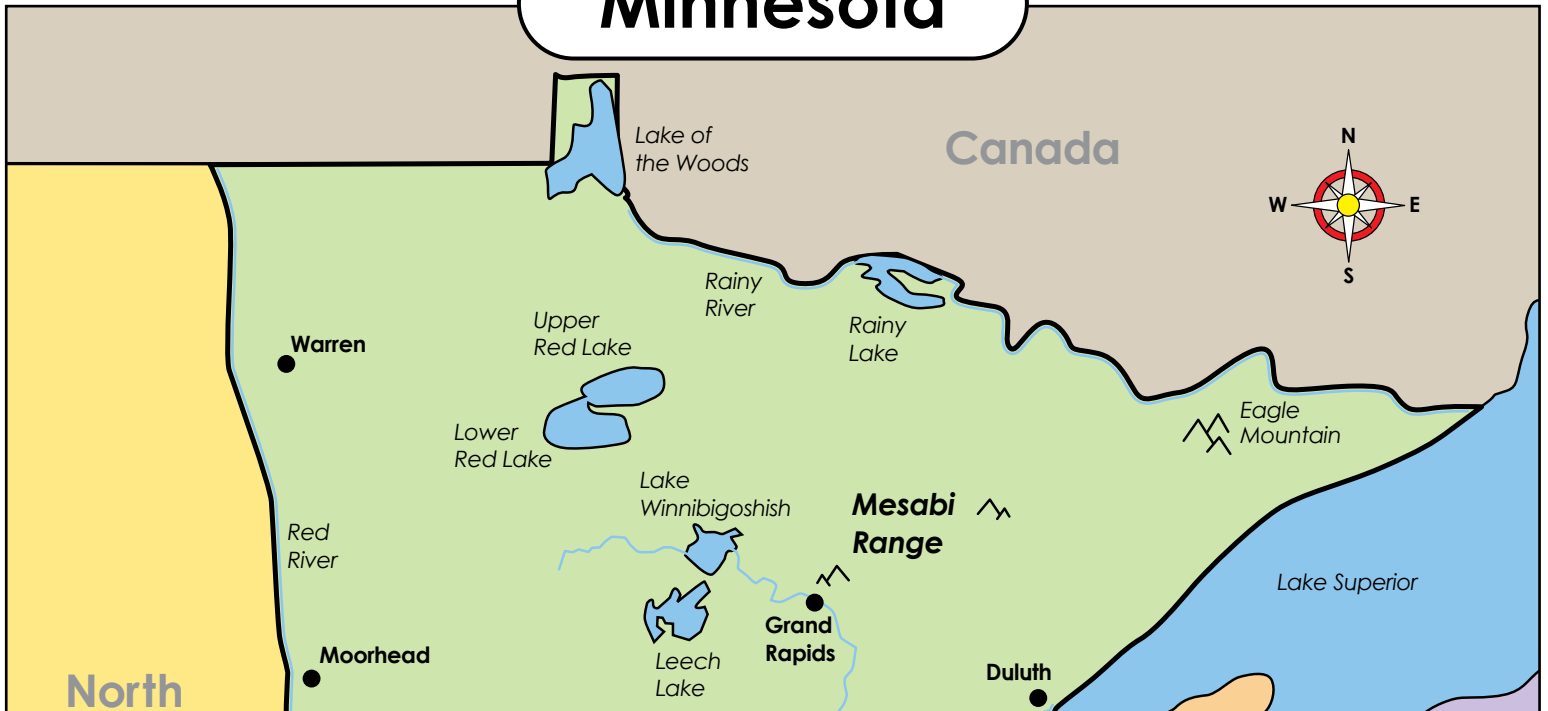 Minnesota
Lake of
the Woods
Canada
N
W
E
S
Rainy
River
Upper
Red Lake
Rainy
Lake
Warren
Eagle
Mountain
Lower
Red Lake
Lake
Winnibigoshish
Mesabi
Range
Red
River
Lake Superior
Grand
Rapids
Moorhead
Leech
Lake
Duluth
North